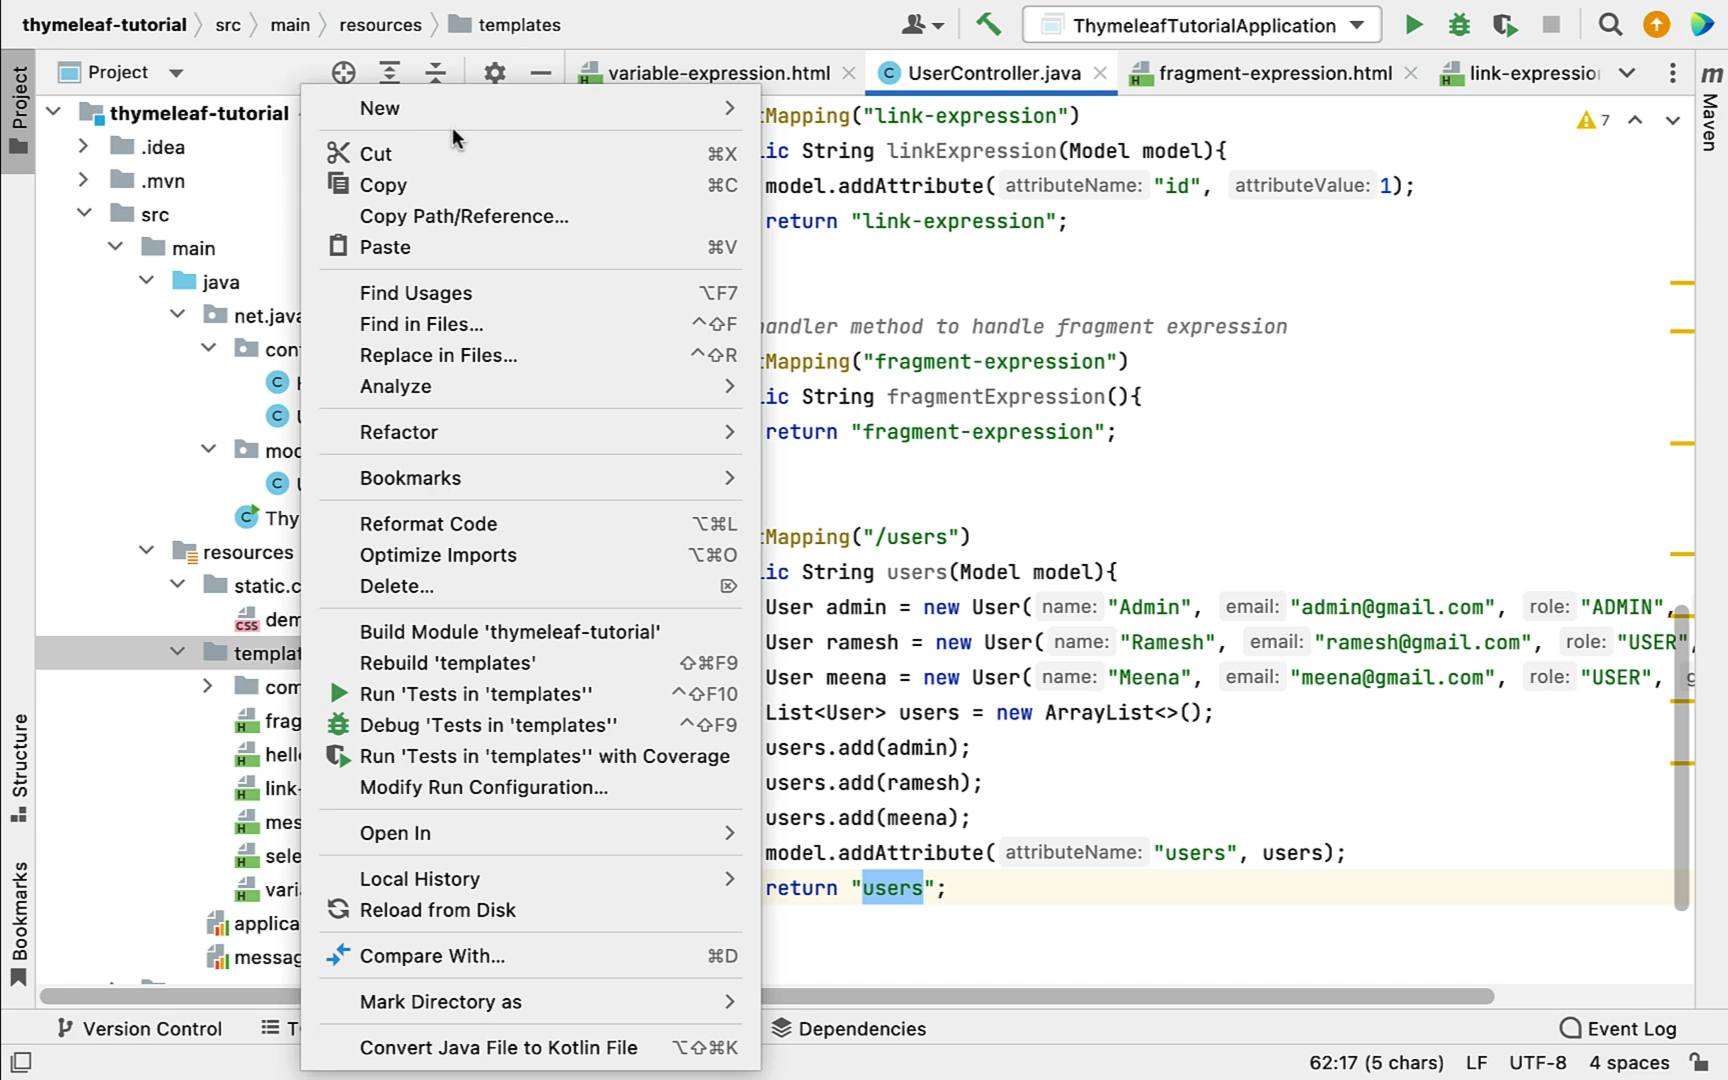 thymeleaf-tutorial src main resources templates
ThymeleafTutorialApplication
Project
variable-expression.html
UserController.java
fragment-expression.html
link-expressio
Project
Structure
Bookmarks
m Maven
thymeleaf-tutorial
.idea
.mvn
src
main
java
net.java
con
mod
Thy
resources
static.c
CSS dem
templat
com
frag
hell
link-
mes
sele
vari
applica
messag
New
Cut ⌘X
Copy ⌘C
Copy Path/Reference...
Paste ⌘V
Find Usages ⌥F7
Find in Files... ^⇧F
Replace in Files... ^⇧R
Analyze
Refactor
Bookmarks
Reformat Code ⌥⌘L
Optimize Imports ⌥⌘O
Delete... ⌦
Build Module 'thymeleaf-tutorial'
Rebuild 'templates' ⇧⌘F9
Run 'Tests in 'templates'' ^⇧F10
Debug 'Tests in 'templates'' ^⇧F9
Run 'Tests in 'templates'' with Coverage
Modify Run Configuration...
Open In
Local History
Reload from Disk
Compare With... ⌘D
Mark Directory as
Convert Java File to Kotlin File ⌥⇧⌘K
tMapping("link-expression")
7
ic String linkExpression(Model model){
model.addAttribute( attributeName: "id", attributeValue: 1);
return "link-expression";
andler method to handle fragment expression
tMapping("fragment-expression")
ic String fragmentExpression(){
return "fragment-expression";
tMapping("/users")
ic String users(Model model){
User admin = new User( name: "Admin", email: "admin@gmail.com", role: "ADMIN",
User ramesh = new User( name: "Ramesh", email: "ramesh@gmail.com", role: "USER"
User meena = new User( name: "Meena", email: "meena@gmail.com", role: "USER", g
List<User> users = new ArrayList<>();
users.add(admin);
users.add(ramesh);
users.add(meena);
model.addAttribute( attributeName: "users", users);
return "users";
Version Control
Dependencies
Event Log
62:17 (5 chars) LF UTF-8 4 spaces